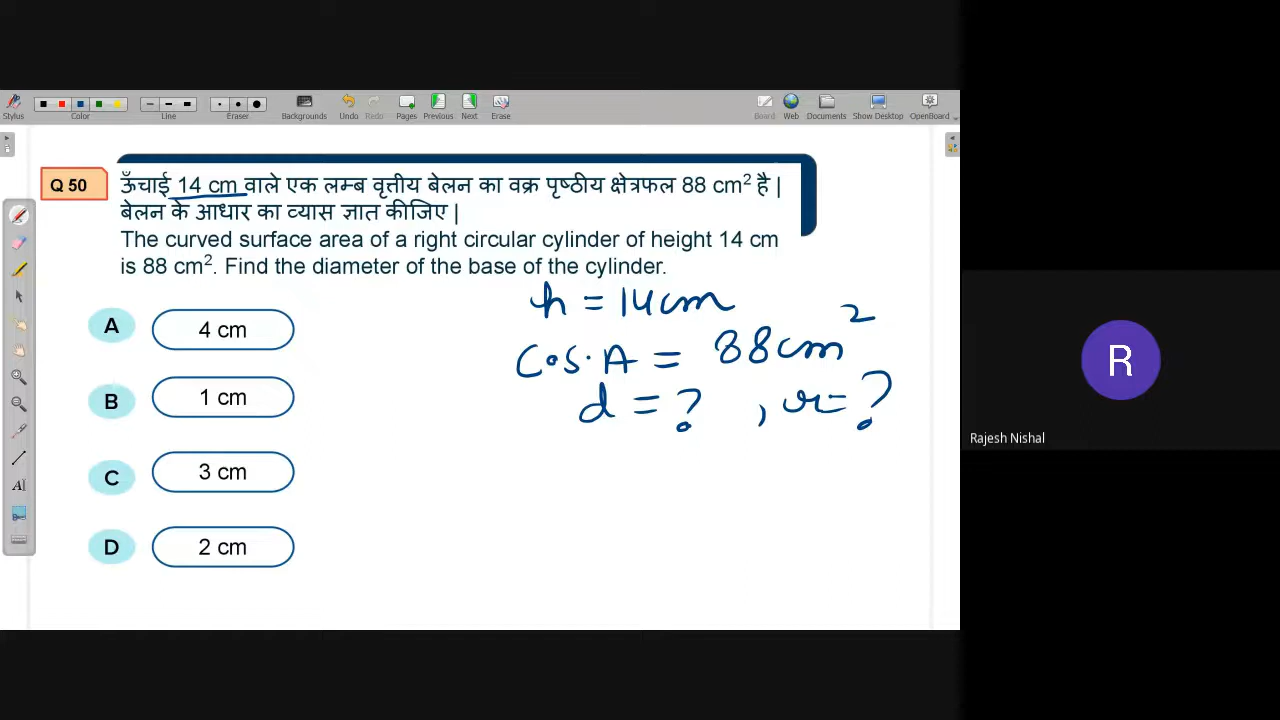 Stylus
Color
Line
Eraser
Backgrounds
Undo
Redo
Pages
Previous
Next
Erase
Board
Web
Documents
Show Desktop
OpenBoard
Q 50
ऊँचाई 14 cm वाले एक लम्ब वृत्तीय बेलन का वक्र पृष्ठीय क्षेत्रफल 88 cm² है |
बेलन के आधार का व्यास ज्ञात कीजिए |
The curved surface area of a right circular cylinder of height 14 cm
is 88 cm². Find the diameter of the base of the cylinder.
h = 14cm
A 4 cm
Cos.A = 88cm²
B 1 cm
d = ? , r = ?
C 3 cm
D 2 cm
R
Rajesh Nishal